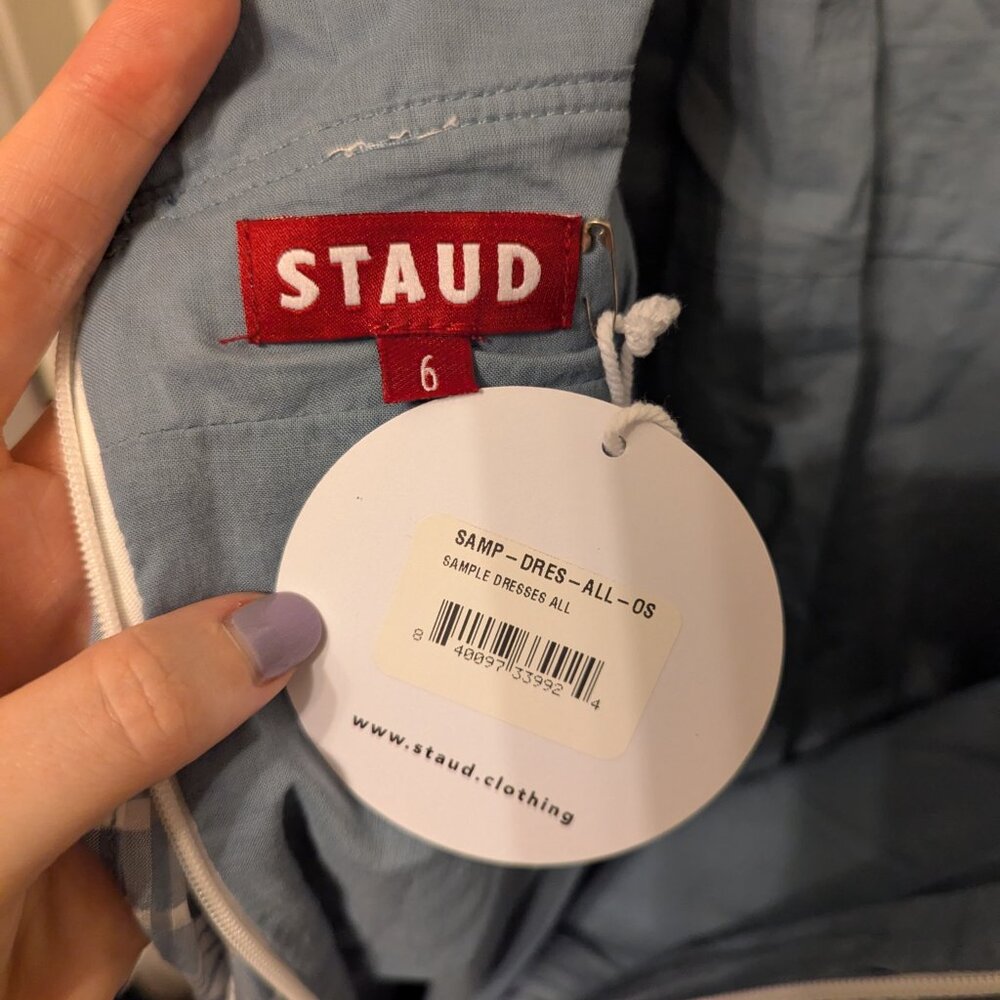 STAUD
6
SAMP-DRES-ALL-OS
SAMPLE DRESSES ALL
8 40097 33992 4
www.staud.clothing